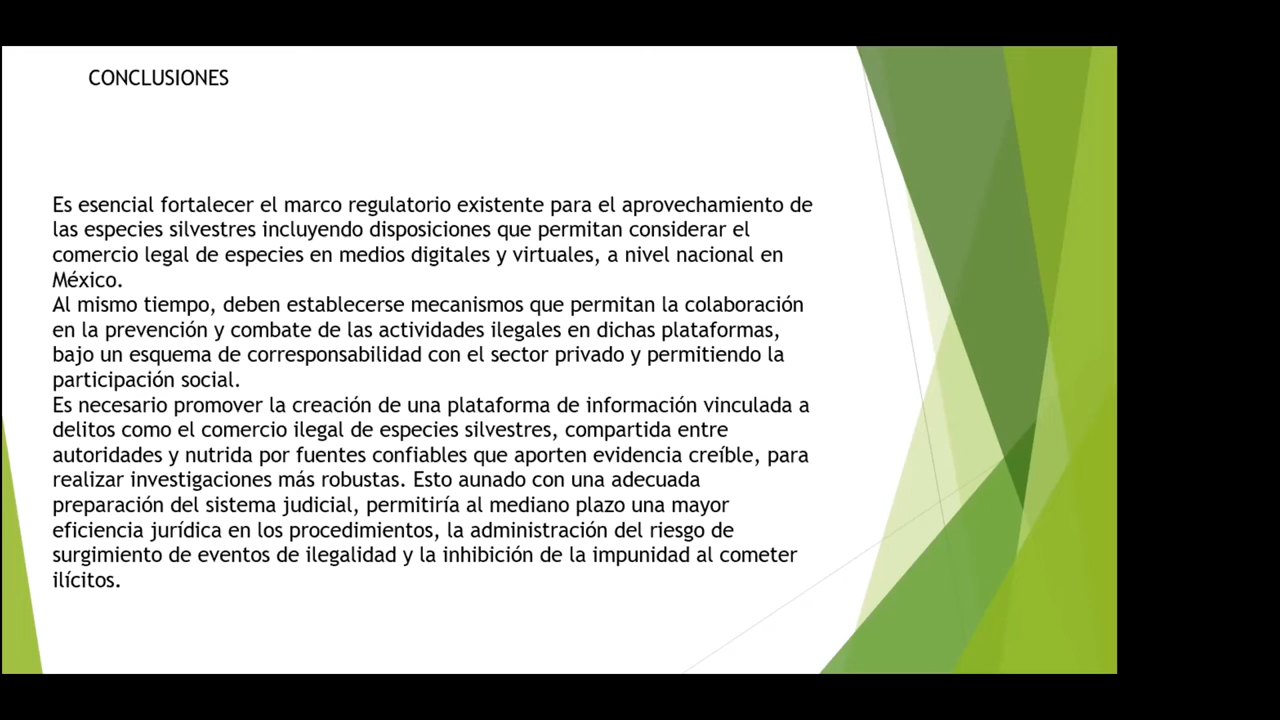 CONCLUSIONES
Es esencial fortalecer el marco regulatorio existente para el aprovechamiento de
las especies silvestres incluyendo disposiciones que permitan considerar el
comercio legal de especies en medios digitales y virtuales, a nivel nacional en
México.
Al mismo tiempo, deben establecerse mecanismos que permitan la colaboración
en la prevención y combate de las actividades ilegales en dichas plataformas,
bajo un esquema de corresponsabilidad con el sector privado y permitiendo la
participación social.
Es necesario promover la creación de una plataforma de información vinculada a
delitos como el comercio ilegal de especies silvestres, compartida entre
autoridades y nutrida por fuentes confiables que aporten evidencia creíble, para
realizar investigaciones más robustas. Esto aunado con una adecuada
preparación del sistema judicial, permitiría al mediano plazo una mayor
eficiencia jurídica en los procedimientos, la administración del riesgo de
surgimiento de eventos de ilegalidad y la inhibición de la impunidad al cometer
ilícitos.